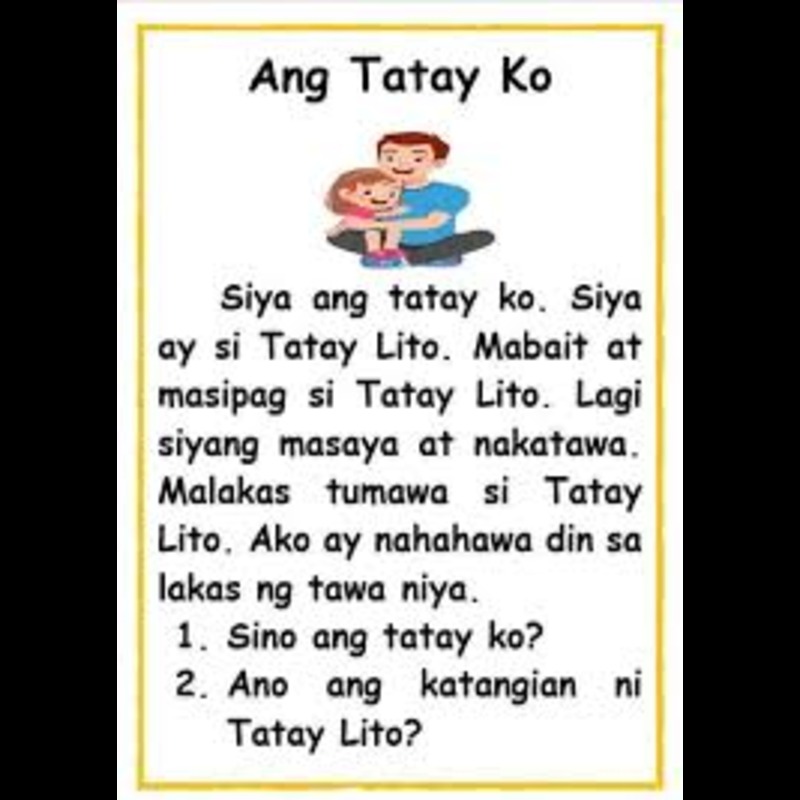 Ang Tatay Ko
Siya ang tatay ko. Siya
ay si Tatay Lito. Mabait at
masipag si Tatay Lito. Lagi
siyang masaya at nakatawa.
Malakas tumawa si Tatay
Lito. Ako ay nahahawa din sa
lakas ng tawa niya.
1. Sino ang tatay ko?
2. Ano ang katangian ni
Tatay Lito?